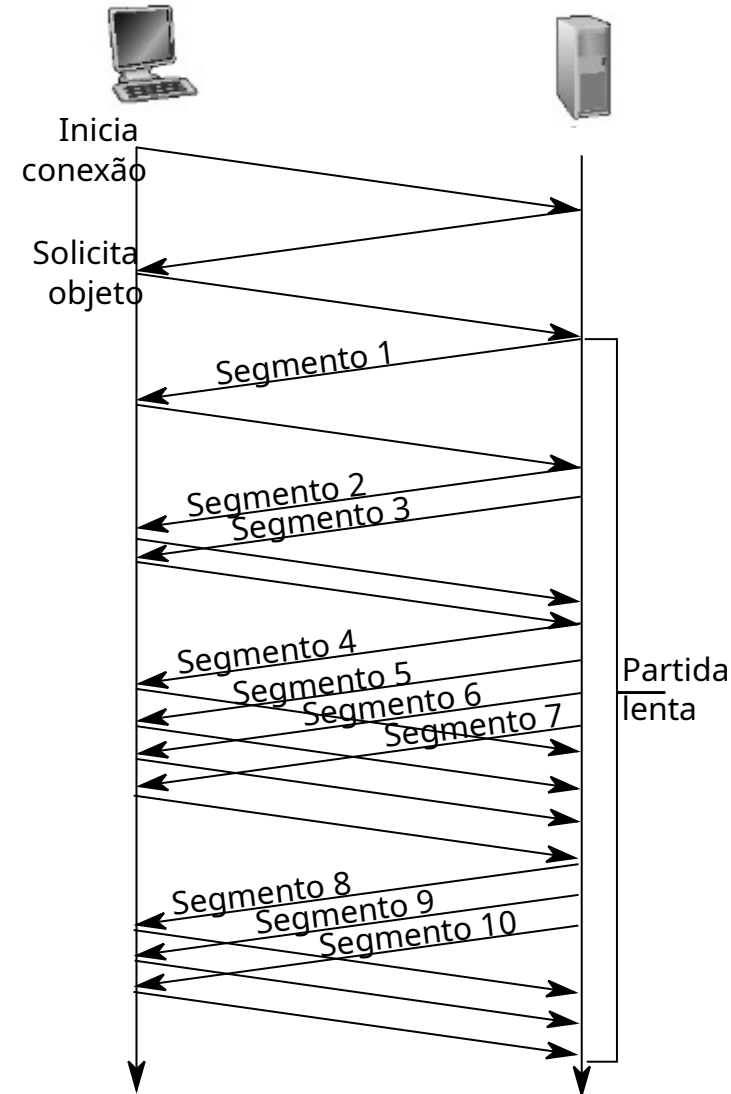 Inicia
conexão
Solicita
objeto
Segmento 1
Segmento 2
Segmento 3
Segmento 4
Segmento 5
Segmento 6
Segmento 7
Partida
lenta
Segmento 8
Segmento 9
Segmento 10